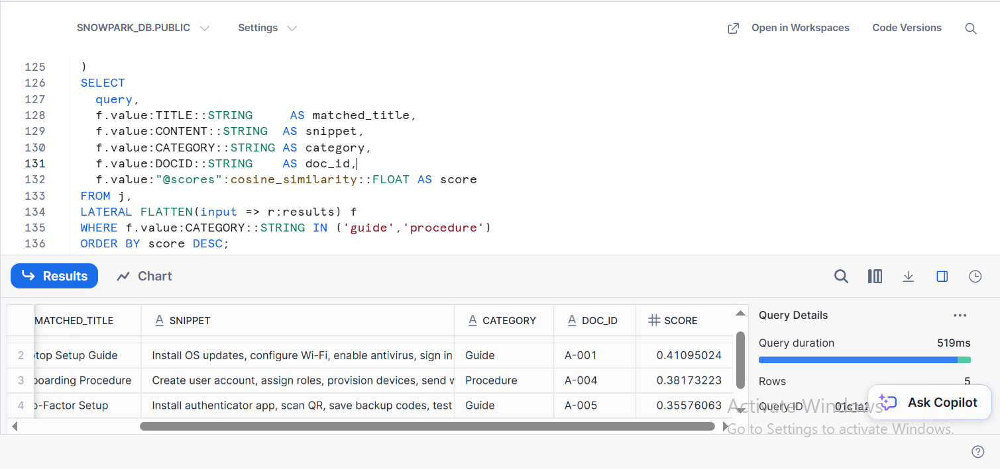 SNOWPARK_DB.PUBLIC Settings Open in Workspaces Code Versions
125 )
126 SELECT
127 query,
128 f.value:TITLE::STRING AS matched_title,
129 f.value:CONTENT::STRING AS snippet,
130 f.value:CATEGORY::STRING AS category,
131 f.value:DOCID::STRING AS doc_id,
132 f.value:"@scores":cosine_similarity::FLOAT AS score
133 FROM j,
134 LATERAL FLATTEN(input => r:results) f
135 WHERE f.value:CATEGORY::STRING IN ('guide','procedure')
136 ORDER BY score DESC;
Results Chart
MATCHED_TITLE A SNIPPET A CATEGORY A DOC_ID # SCORE
2 Setup Guide Install OS updates, configure Wi-Fi, enable antivirus, sign in Guide A-001 0.41095024
3 Procedure Create user account, assign roles, provision devices, send Procedure A-004 0.38173223
4 Setup Install authenticator app, scan QR, save backup codes, test Guide A-005 0.35576063
Query Details
Query duration 519ms
Rows 5
Query ID
Ask Copilot
Activate Windows
Go to Settings to activate Windows.